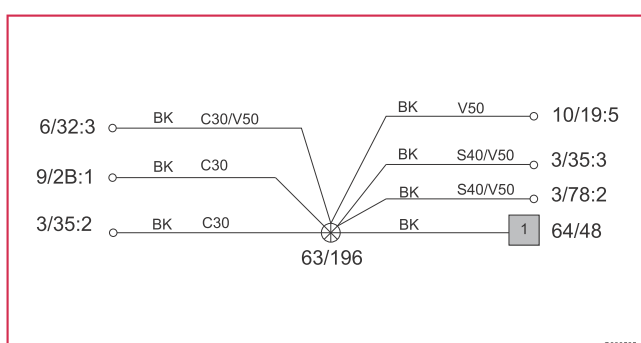 6/32:3 BK C30/V50
9/2B:1 BK C30
3/35:2 BK C30
63/196
BK V50 10/19:5
BK S40/V50 3/35:3
BK S40/V50 3/78:2
BK 1 64/48